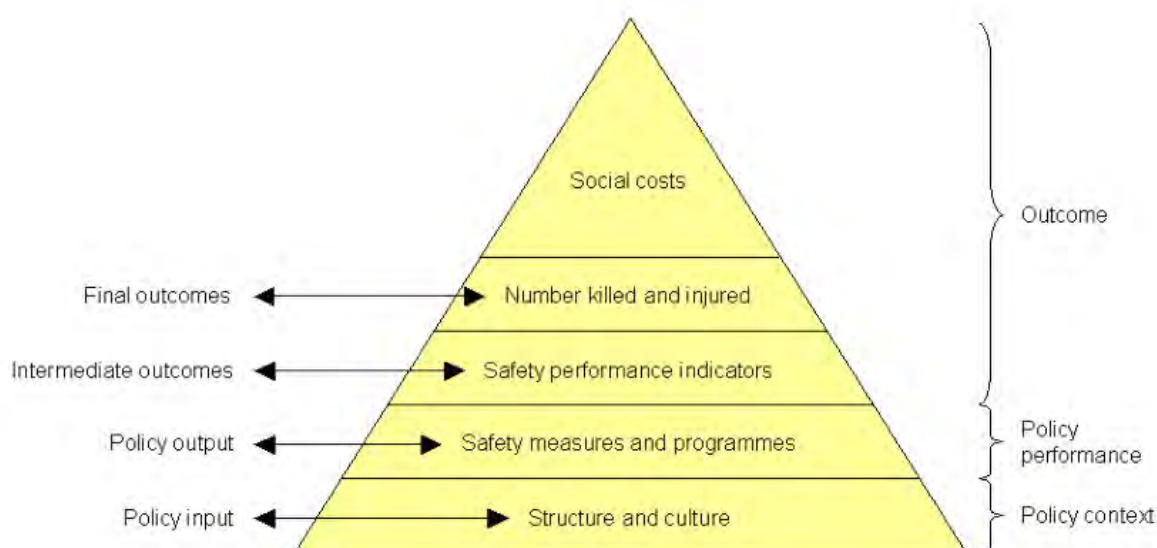 Social costs
Outcome
Final outcomes
Number killed and injured
Intermediate outcomes
Safety performance indicators
Policy output
Safety measures and programmes
Policy
performance
Policy input
Structure and culture
Policy context